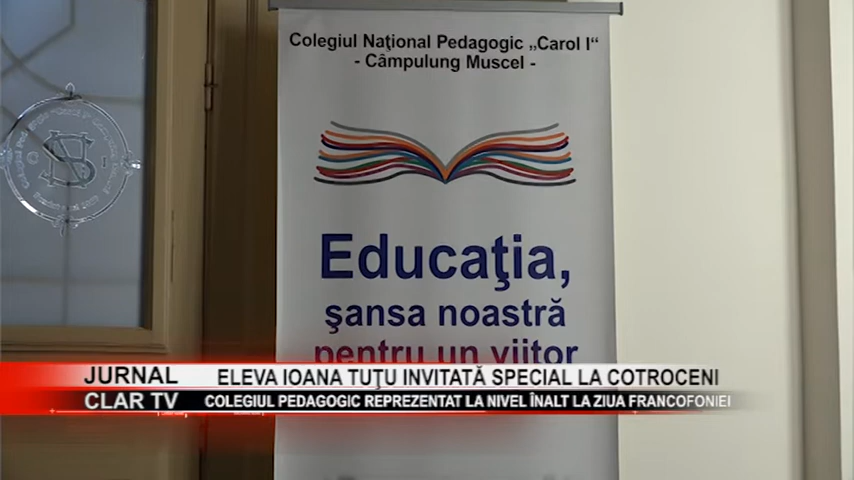 Colegiul Naţional Pedagogic „Carol I“
- Câmpulung Muscel -
Educaţia,
şansa noastră
pentru un viitor
JURNAL
ELEVA IOANA TUŢU INVITATĂ SPECIAL LA COTROCENI
CLAR TV
COLEGIUL PEDAGOGIC REPREZENTAT LA NIVEL ÎNALT LA ZIUA FRANCOFONIEI